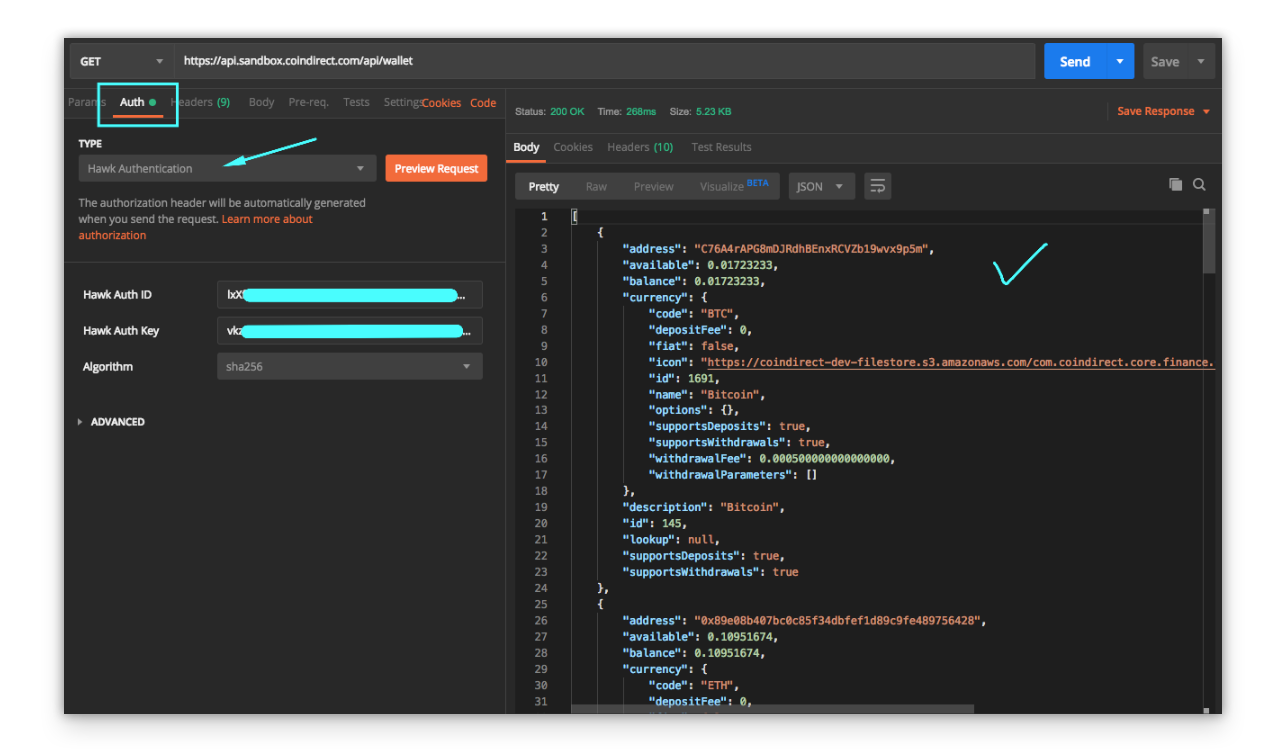 GET https://api.sandbox.coindirect.com/api/wallet Send Save
Params Auth Headers (9) Body Pre-req. Tests Settings Cookies Code
TYPE
Hawk Authentication Preview Request
The authorization header will be automatically generated
when you send the request. Learn more about
authorization
Hawk Auth ID
Hawk Auth Key
Algorithm sha256
ADVANCED
Status: 200 OK Time: 268ms Size: 5.23 KB Save Response
Body Cookies Headers (10) Test Results
Pretty Raw Preview Visualize BETA JSON
1 [
2 {
3 "address": "C76A4rAPG8mDJRdhBEnxRCVZb19wvx9p5m",
4 "available": 0.01723233,
5 "balance": 0.01723233,
6 "currency": {
7 "code": "BTC",
8 "depositFee": 0,
9 "fiat": false,
10 "icon": "https://coindirect-dev-filestore.s3.amazonaws.com/com.coindirect.core.finance.
11 "id": 1691,
12 "name": "Bitcoin",
13 "options": {},
14 "supportsDeposits": true,
15 "supportsWithdrawals": true,
16 "withdrawalFee": 0.000500000000000000,
17 "withdrawalParameters": []
18 },
19 "description": "Bitcoin",
20 "id": 145,
21 "lookup": null,
22 "supportsDeposits": true,
23 "supportsWithdrawals": true
24 },
25 {
26 "address": "0x89e08b407bc0c85f34dbfef1d89c9fe489756428",
27 "available": 0.10951674,
28 "balance": 0.10951674,
29 "currency": {
30 "code": "ETH",
31 "depositFee": 0,